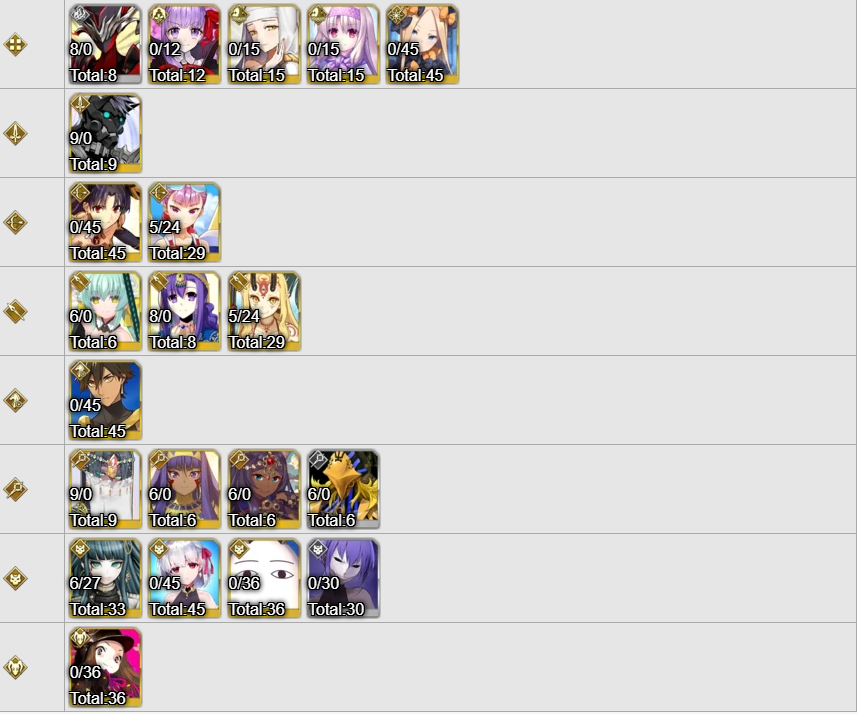 8/0 0/12 0/15 0/15 0/45
Total:8 Total:12 Total:15 Total:15 Total:45
9/0
Total:9
0/45 5/24
Total:45 Total:29
6/0 8/0 5/24
Total:6 Total:8 Total:29
0/45
Total:45
9/0 6/0 6/0 6/0
Total:9 Total:6 Total:6 Total:6
6/27 0/45 0/36 0/30
Total:33 Total:45 Total:36 Total:30
0/36
Total:36